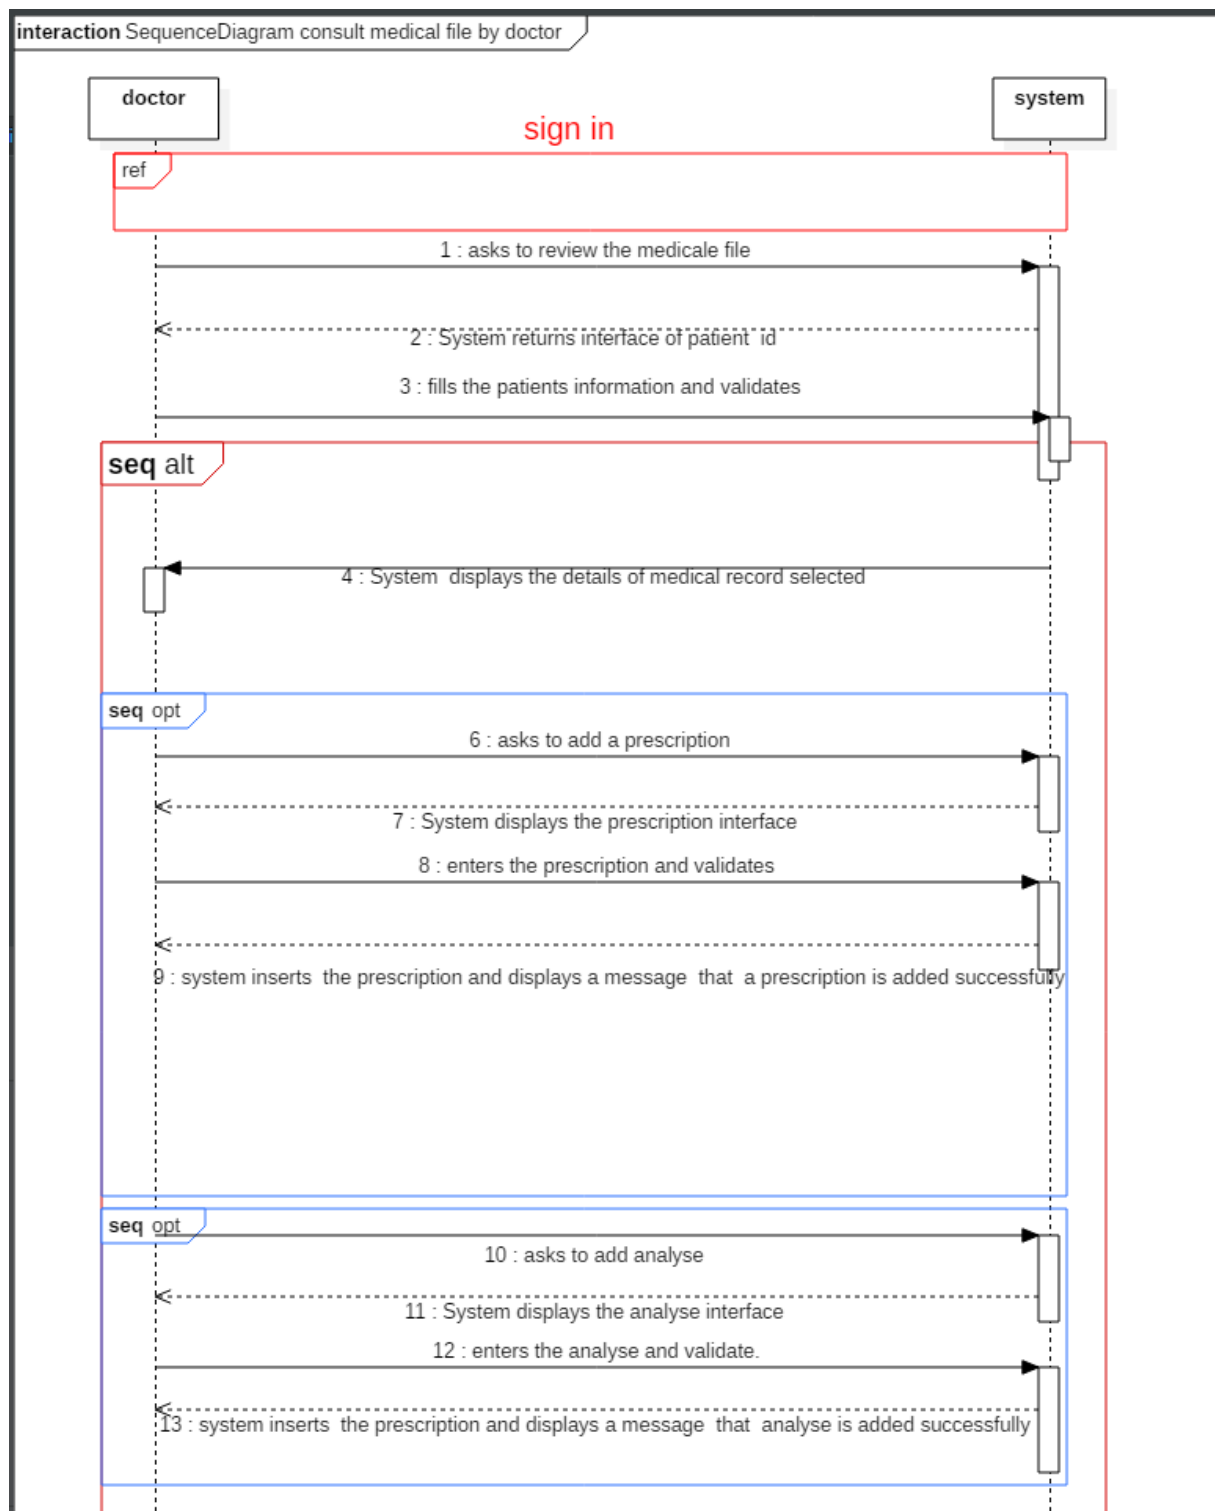 interaction SequenceDiagram consult medical file by doctor
doctor
system
sign in
ref
1 : asks to review the medicale file
2 : System returns interface of patient id
3 : fills the patients information and validates
seq alt
4 : System displays the details of medical record selected
seq opt
6 : asks to add a prescription
7 : System displays the prescription interface
8 : enters the prescription and validates
9 : system inserts the prescription and displays a message that a prescription is added successfully
seq opt
10 : asks to add analyse
11 : System displays the analyse interface
12 : enters the analyse and validate.
13 : system inserts the prescription and displays a message that analyse is added successfully